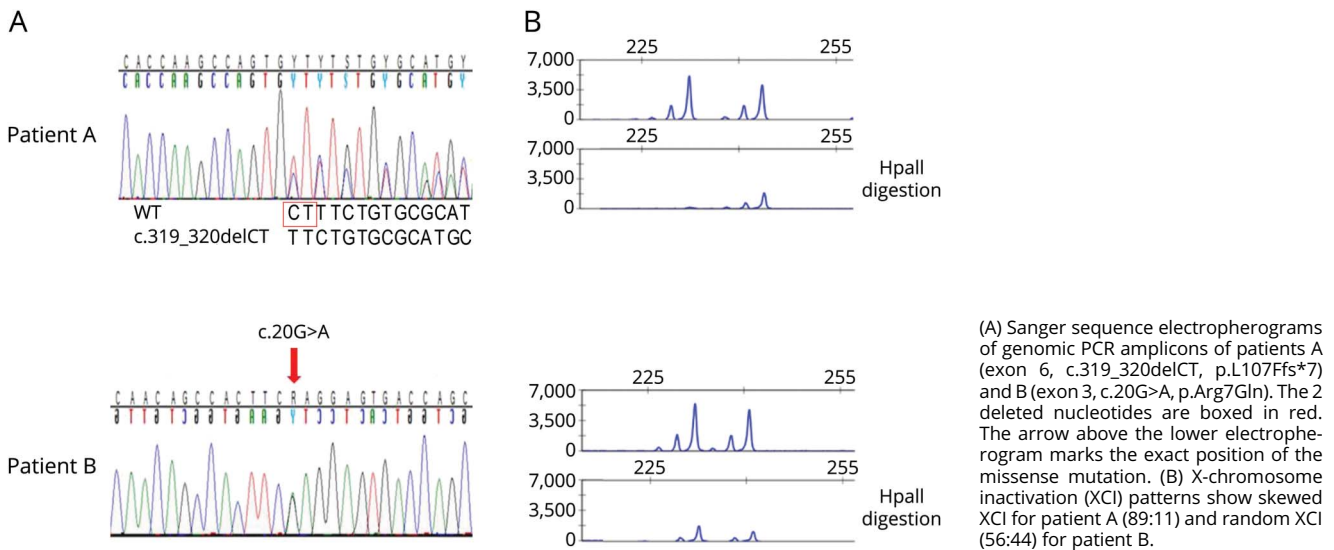 A
CACCAAGCCAGTGYTYTSTGYGCATGY
CACCAAGCCAGTGYTYTSTGYGCATGY
Patient A
WT CTTTCTGTGCGCAT
c.319_320delCT TTCTGTGCGCATGC
B
225 255
7,000
3,500
0
225 255
7,000
3,500
0
HpaII
digestion
c.20G>A
CAACAGCCACTTCRAGGAGTGACCAGC
Patient B
225 255
7,000
3,500
0
225 255
7,000
3,500
0
HpaII
digestion
(A) Sanger sequence electropherograms
of genomic PCR amplicons of patients A
(exon 6, c.319_320delCT, p.L107Ffs*7)
and B (exon 3, c.20G>A, p.Arg7Gln). The 2
deleted nucleotides are boxed in red.
The arrow above the lower electrophe-
rogram marks the exact position of the
missense mutation. (B) X-chromosome
inactivation (XCI) patterns show skewed
XCI for patient A (89:11) and random XCI
(56:44) for patient B.